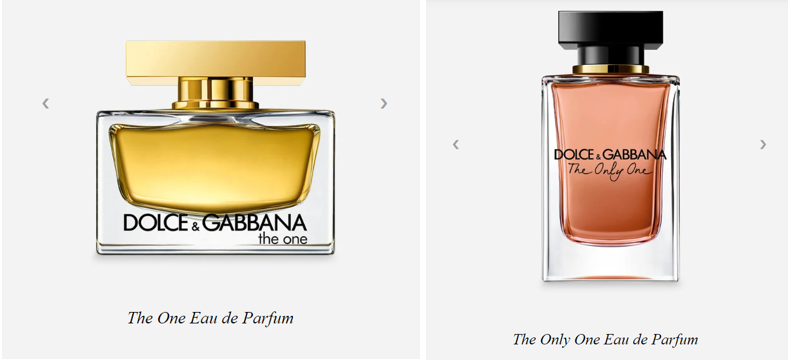 DOLCE & GABBANA
the one
The One Eau de Parfum
DOLCE & GABBANA
The Only One
The Only One Eau de Parfum